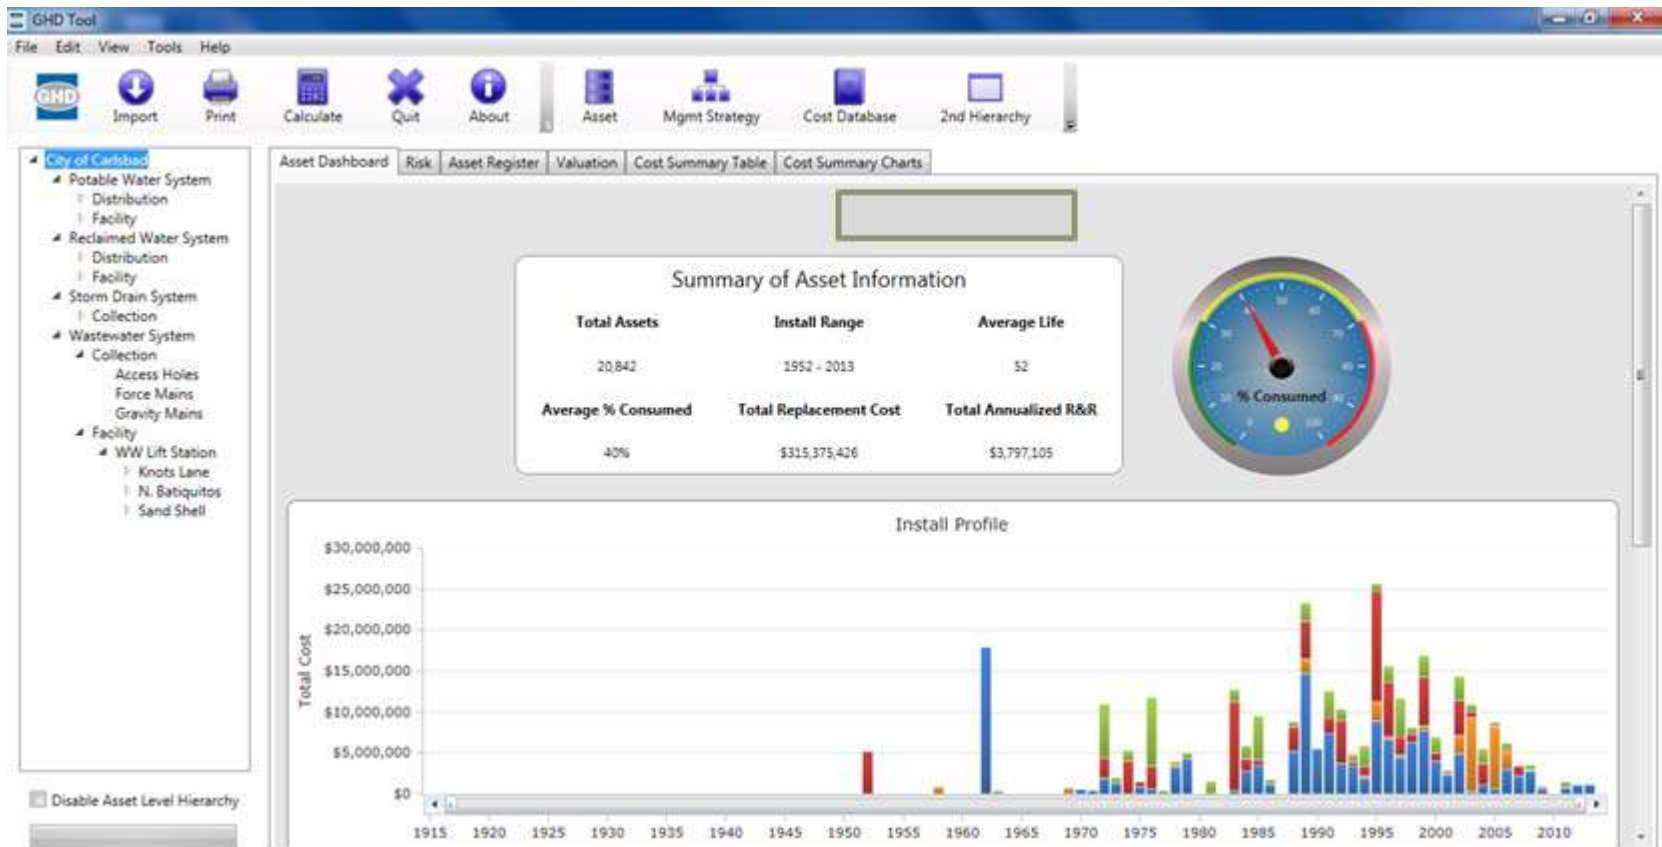 GHD Tool
File Edit View Tools Help
GHD Import Print Calculate Quit About Asset Mgmt Strategy Cost Database 2nd Hierarchy
City of Carlsbad
Potable Water System
Distribution
Facility
Reclaimed Water System
Distribution
Facility
Storm Drain System
Collection
Wastewater System
Collection
Access Holes
Force Mains
Gravity Mains
Facility
WW Lift Station
Knots Lane
N. Batiquitos
Sand Shell
Disable Asset Level Hierarchy
Asset Dashboard Risk Asset Register Valuation Cost Summary Table Cost Summary Charts
Summary of Asset Information
Total Assets Install Range Average Life
20,842 1952 - 2013 52
Average % Consumed Total Replacement Cost Total Annualized R&R
40% $315,375,426 $3,797,105
50
% Consumed
0 100
Install Profile
Total Cost
$30,000,000
$25,000,000
$20,000,000
$15,000,000
$10,000,000
$5,000,000
$0
1915 1920 1925 1930 1935 1940 1945 1950 1955 1960 1965 1970 1975 1980 1985 1990 1995 2000 2005 2010